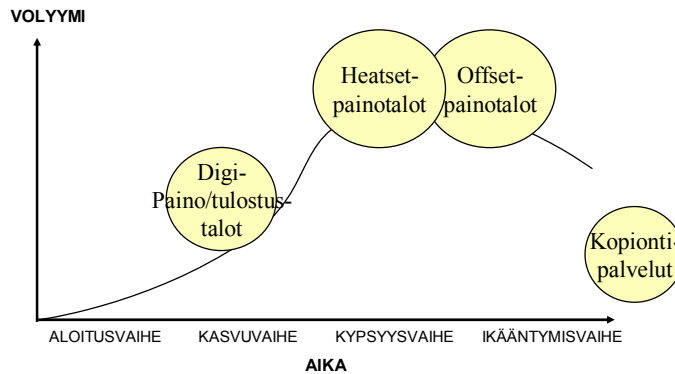 VOLYYMI
Heatset-
painotalot
Offset-
painotalot
Digi-
Paino/tulostus-
talot
Kopionti-
palvelut
ALOITUSVAIHE KASVUVAIHE KYPSYYSVAIHE IKÄÄNTYMISVAIHE
AIKA